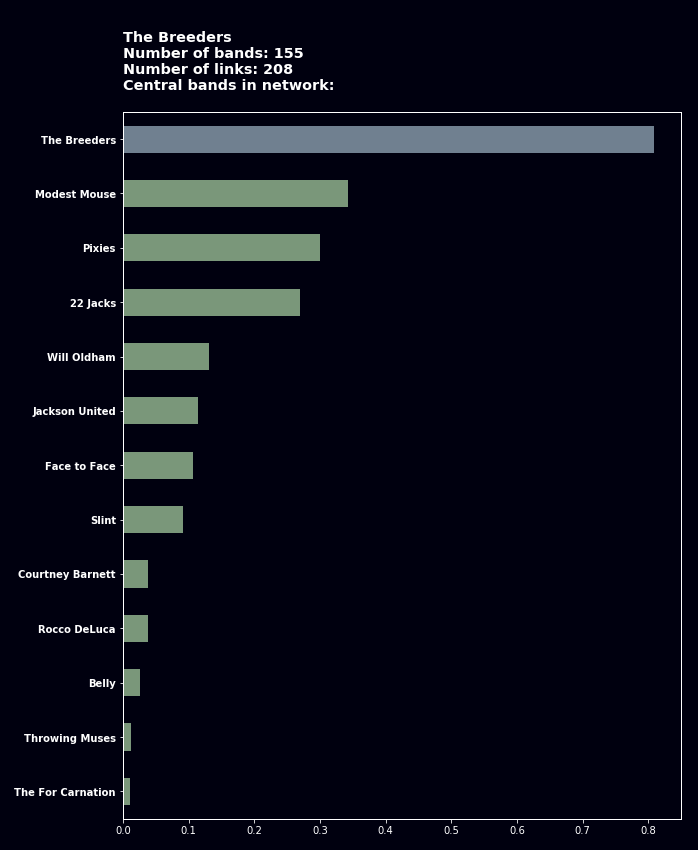 The Breeders
Number of bands: 155
Number of links: 208
Central bands in network:
The Breeders
Modest Mouse
Pixies
22 Jacks
Will Oldham
Jackson United
Face to Face
Slint
Courtney Barnett
Rocco DeLuca
Belly
Throwing Muses
The For Carnation
0.0 0.1 0.2 0.3 0.4 0.5 0.6 0.7 0.8